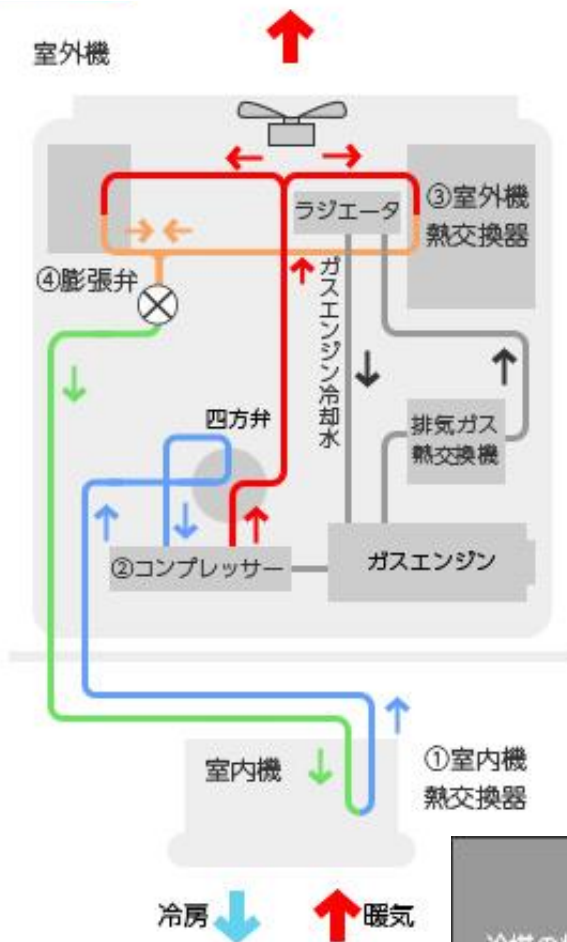 室外機
ラジエータ
③室外機
熱交換器
④膨張弁
ガスエンジン冷却水
四方弁
排気ガス
熱交換機
②コンプレッサー
ガスエンジン
室内機
①室内機
熱交換器
冷房
暖気